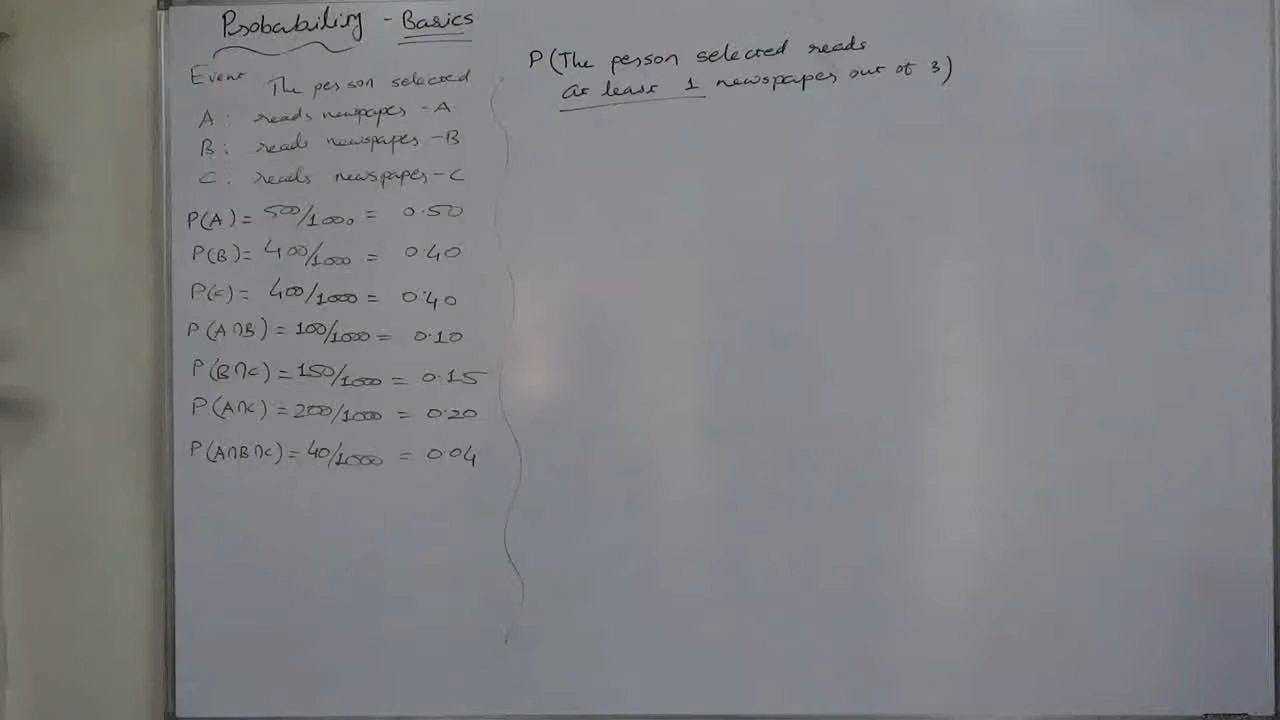 Probability - Basics
Event The person selected
A: reads newspaper - A
B: reads newspaper - B
C: reads newspaper - C
P(A) = 500/1000 = 0.50
P(B) = 400/1000 = 0.40
P(C) = 400/1000 = 0.40
P(A∩B) = 100/1000 = 0.10
P(B∩C) = 150/1000 = 0.15
P(A∩C) = 200/1000 = 0.20
P(A∩B∩C) = 40/1000 = 0.04
P(The person selected reads
at least 1 newspaper out of 3)